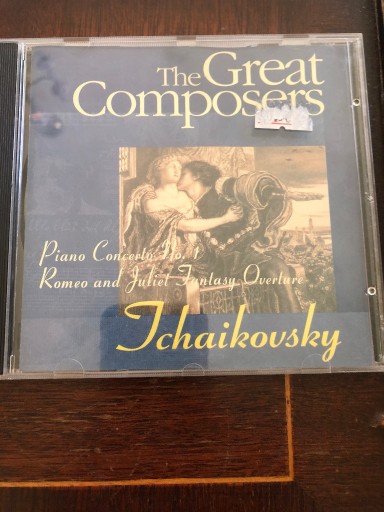 The Great
Composers
Piano Concerto No. 1
Romeo and Juliet Fantasy Overture
Tchaikovsky